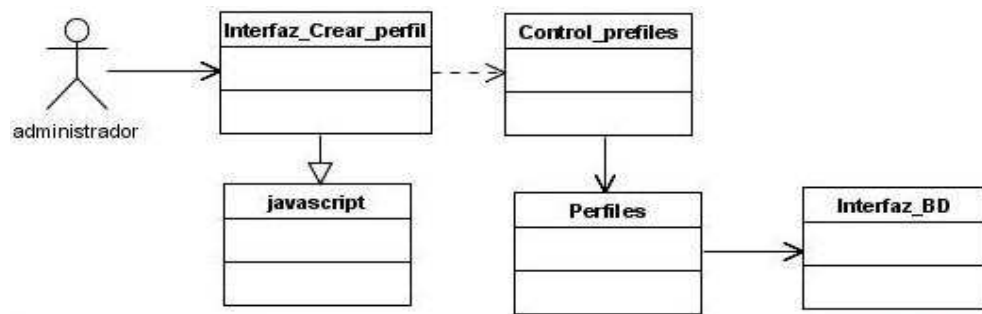 Interfaz_Crear_perfil
Control_prefiles
administrador
javascript
Perfiles
Interfaz_BD